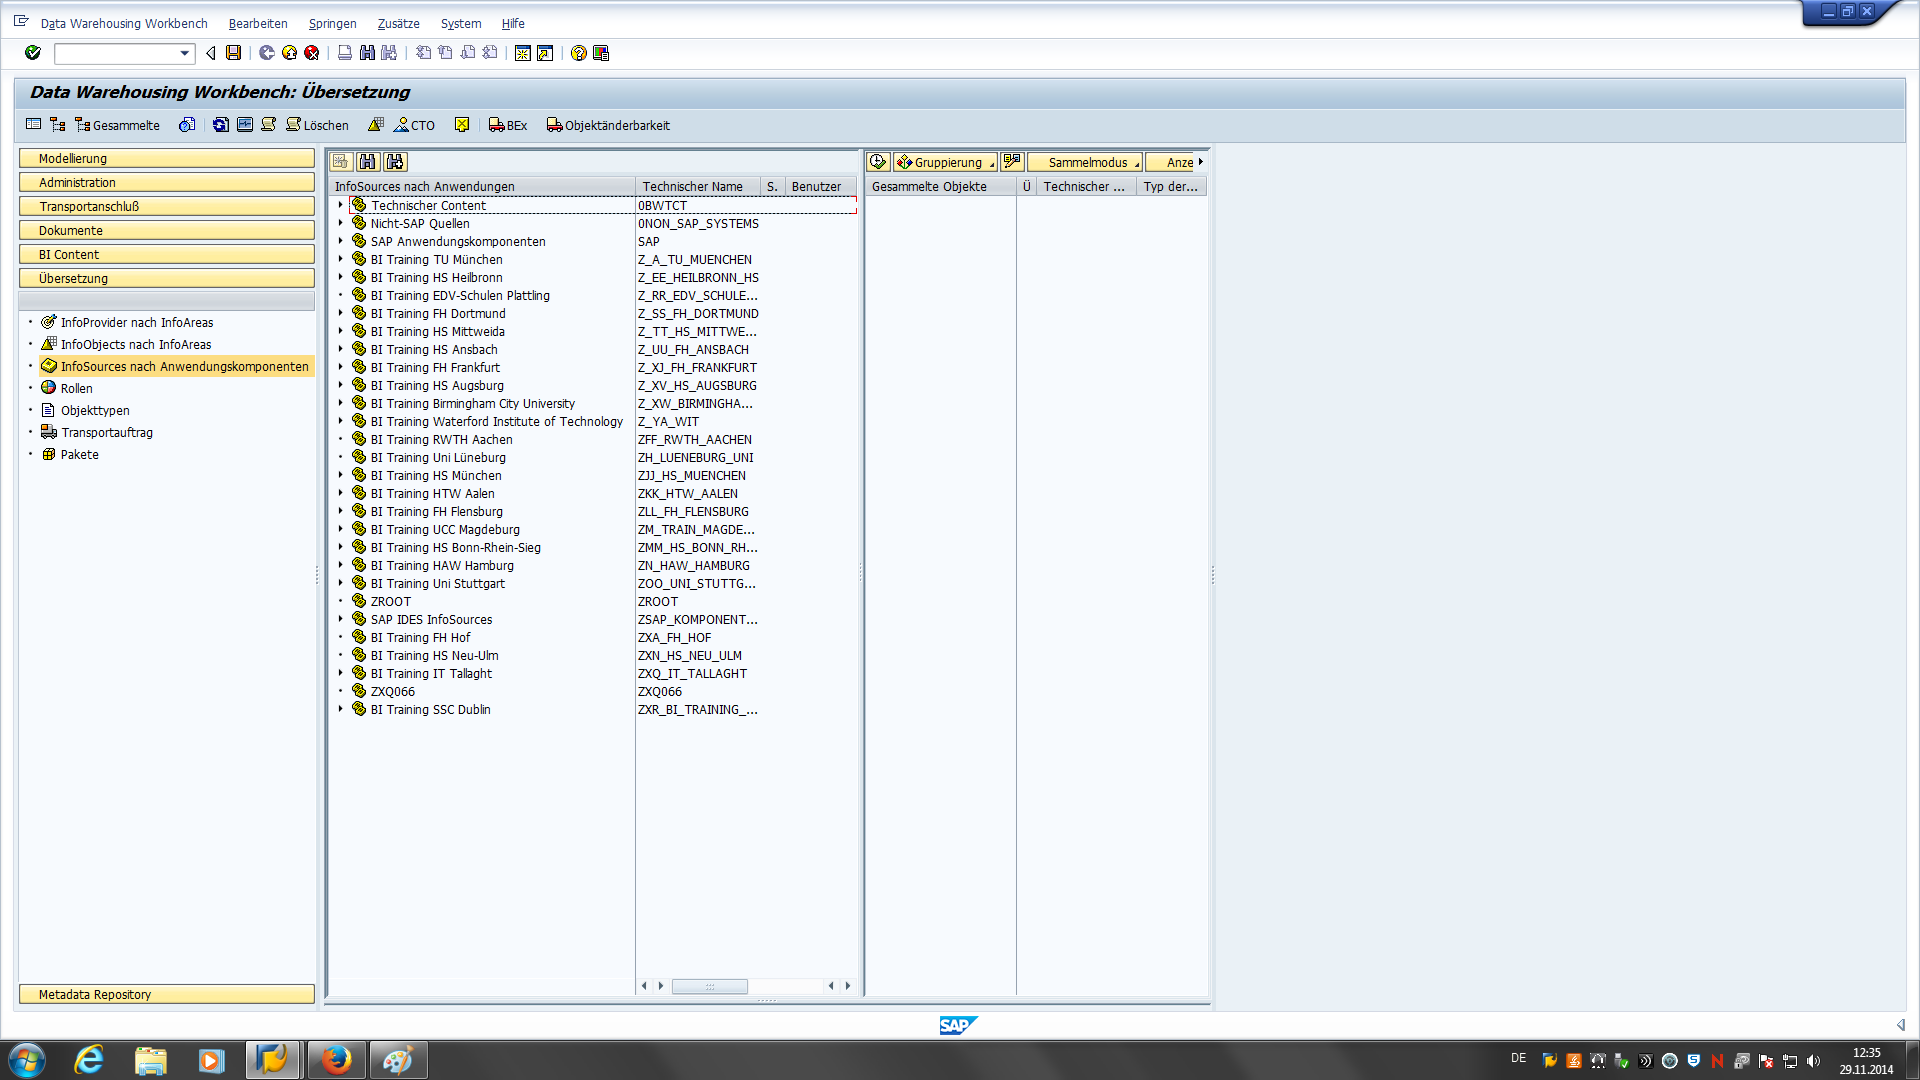 Data Warehousing Workbench Bearbeiten Springen Zusätze System Hilfe
Data Warehousing Workbench: Übersetzung
Gesammelte Löschen CTO BEx Objektänderbarkeit
Modellierung
Administration
Transportanschluß
Dokumente
BI Content
Übersetzung
InfoProvider nach InfoAreas
InfoObjects nach InfoAreas
InfoSources nach Anwendungskomponenten
Rollen
Objekttypen
Transportauftrag
Pakete
Metadata Repository
InfoSources nach Anwendungen Technischer Name S. Benutzer
Technischer Content 0BWTCT
Nicht-SAP Quellen 0NON_SAP_SYSTEMS
SAP Anwendungskomponenten SAP
BI Training TU München Z_A_TU_MUENCHEN
BI Training HS Heilbronn Z_EE_HEILBRONN_HS
BI Training EDV-Schulen Plattling Z_RR_EDV_SCHULE...
BI Training FH Dortmund Z_SS_FH_DORTMUND
BI Training HS Mittweida Z_TT_HS_MITTWE...
BI Training HS Ansbach Z_UU_FH_ANSBACH
BI Training FH Frankfurt Z_XJ_FH_FRANKFURT
BI Training HS Augsburg Z_XV_HS_AUGSBURG
BI Training Birmingham City University Z_XW_BIRMINGHA...
BI Training Waterford Institute of Technology Z_YA_WIT
BI Training RWTH Aachen ZFF_RWTH_AACHEN
BI Training Uni Lüneburg ZH_LUENEBURG_UNI
BI Training HS München ZJJ_HS_MUENCHEN
BI Training HTW Aalen ZKK_HTW_AALEN
BI Training FH Flensburg ZLL_FH_FLENSBURG
BI Training UCC Magdeburg ZM_TRAIN_MAGDE...
BI Training HS Bonn-Rhein-Sieg ZMM_HS_BONN_RH...
BI Training HAW Hamburg ZN_HAW_HAMBURG
BI Training Uni Stuttgart ZOO_UNI_STUTTG...
ZROOT ZROOT
SAP IDES InfoSources ZSAP_KOMPONENT...
BI Training FH Hof ZXA_FH_HOF
BI Training HS Neu-Ulm ZXN_HS_NEU_ULM
BI Training IT Tallaght ZXQ_IT_TALLAGHT
ZXQ066 ZXQ066
BI Training SSC Dublin ZXR_BI_TRAINING_...
Gruppierung Sammelmodus Anze
Gesammelte Objekte Ü Technischer ... Typ der...
SAP
DE
12:35
29.11.2014